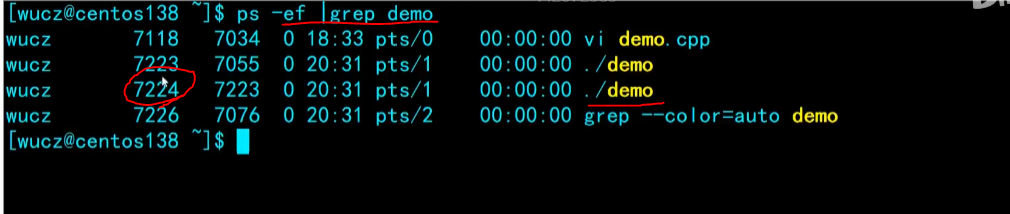 [wucz@centos138 ~]$ ps -ef |grep demo
wucz 7118 7034 0 18:33 pts/0 00:00:00 vi demo.cpp
wucz 7223 7055 0 20:31 pts/1 00:00:00 ./demo
wucz 7224 7223 0 20:31 pts/1 00:00:00 ./demo
wucz 7226 7076 0 20:31 pts/2 00:00:00 grep --color=auto demo
[wucz@centos138 ~]$